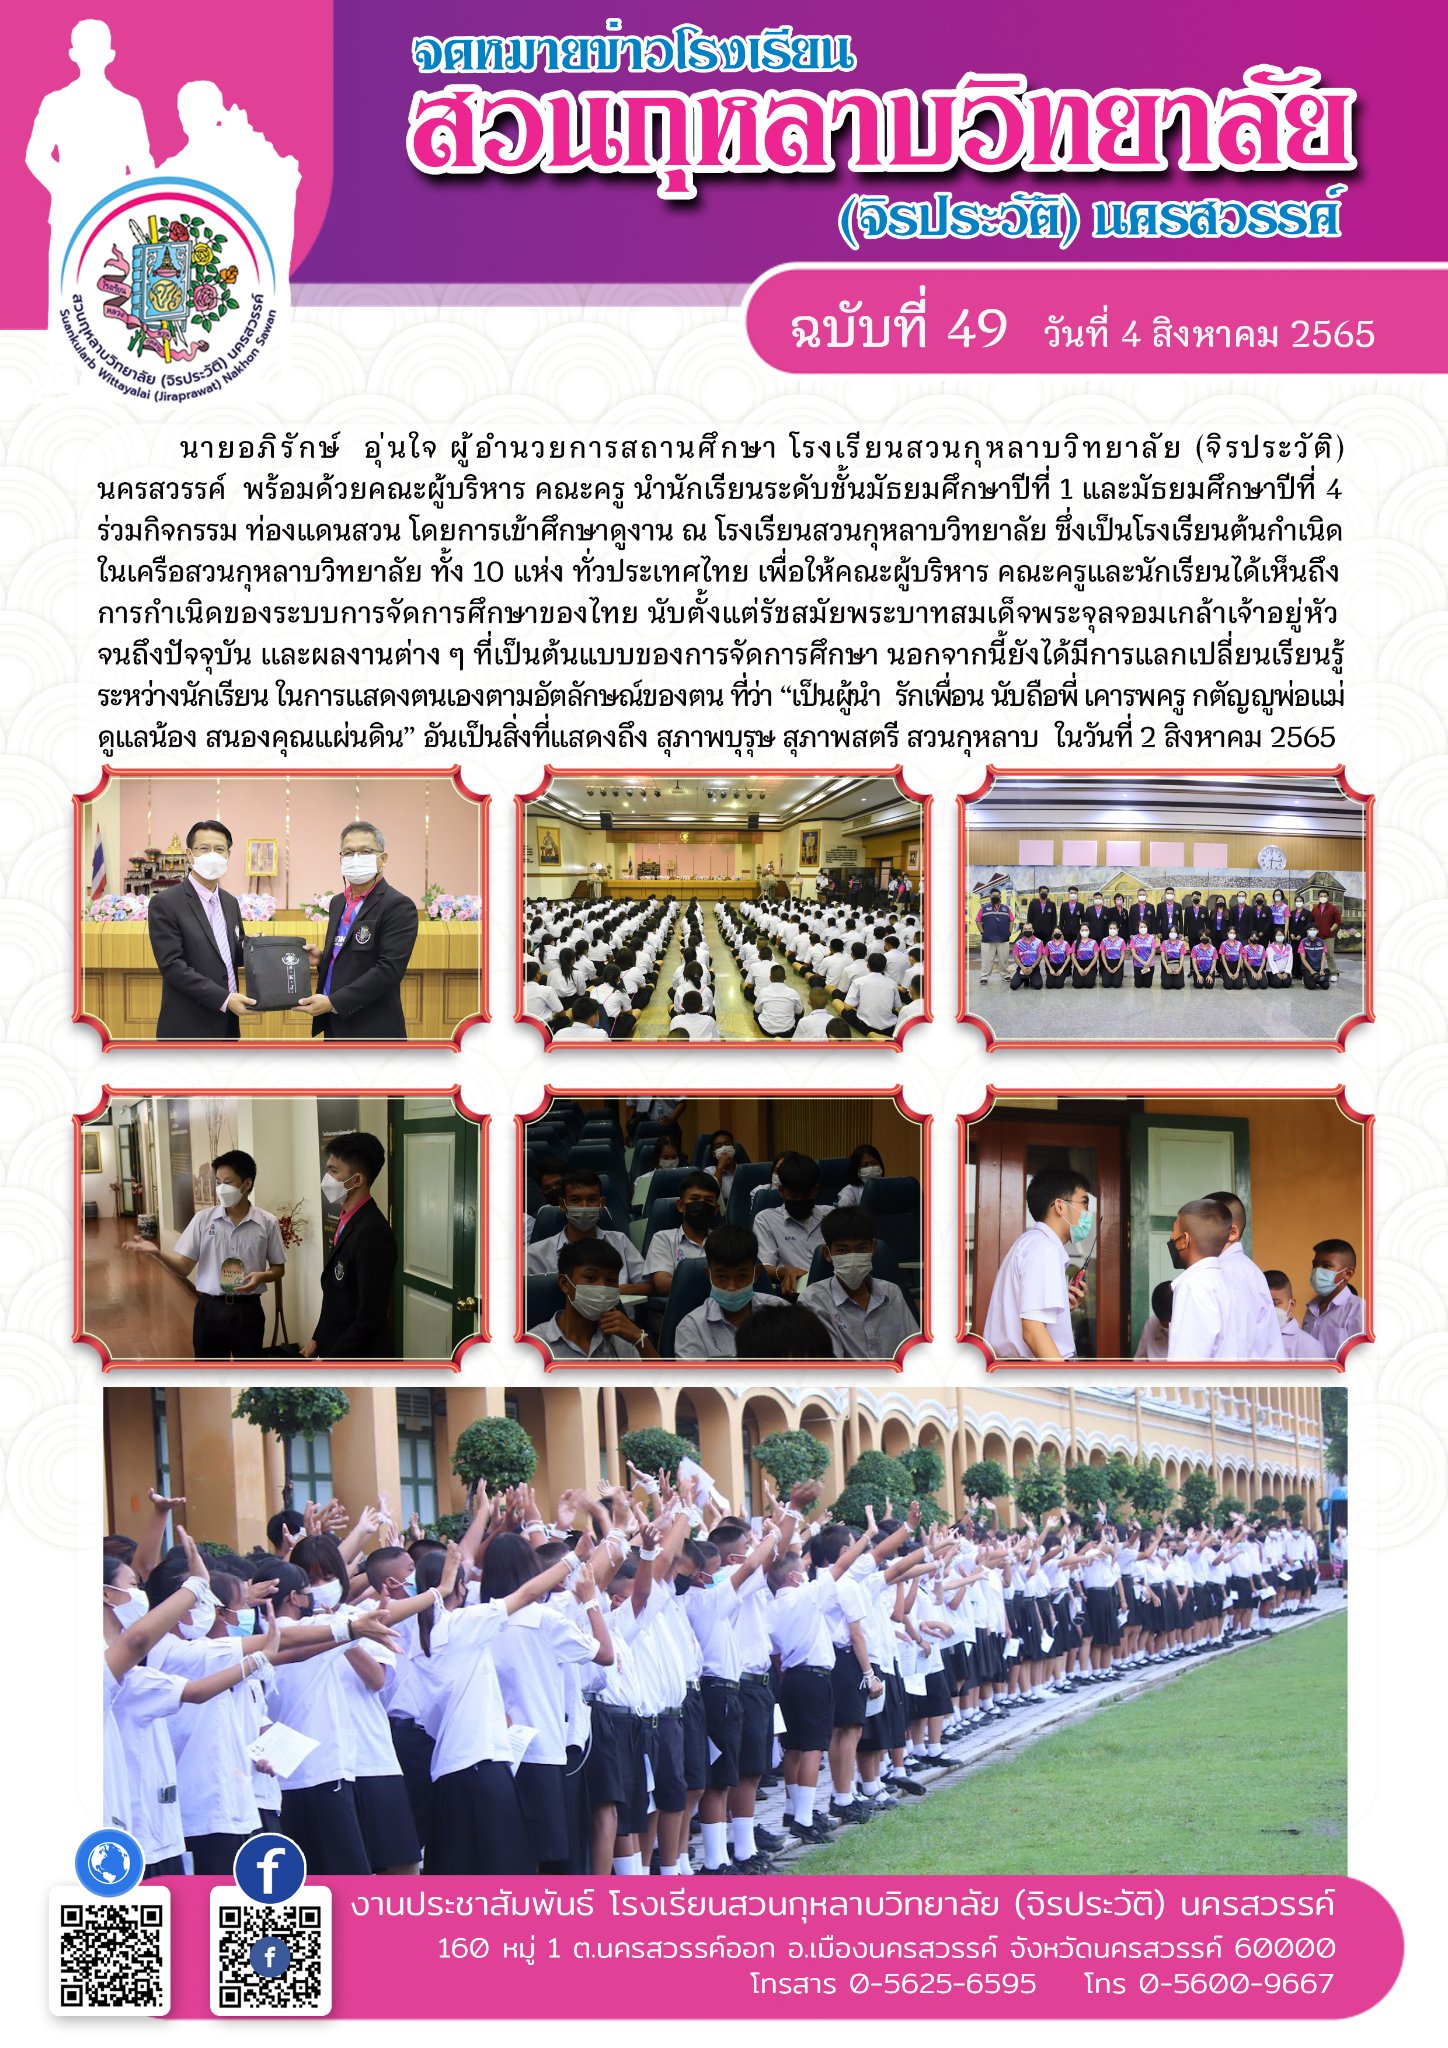 จดหมายข่าวโรงเรียน
สวนกุหลาบวิทยาลัย
(จิรประวัติ) นครสวรรค์
สวนกุหลาบวิทยาลัย (จิรประวัติ) นครสวรรค์
Suankularb Wittayalai (Jiraprawat) Nakhon Sawan
ฉบับที่ 49 วันที่ 4 สิงหาคม 2565
นายอภิรักษ์ อุ่นใจ ผู้อำนวยการสถานศึกษา โรงเรียนสวนกุหลาบวิทยาลัย (จิรประวัติ)
นครสวรรค์ พร้อมด้วยคณะผู้บริหาร คณะครู นำนักเรียนระดับชั้นมัธยมศึกษาปีที่ 1 และมัธยมศึกษาปีที่ 4
ร่วมกิจกรรม ท่องแดนสวน โดยการเข้าศึกษาดูงาน ณ โรงเรียนสวนกุหลาบวิทยาลัย ซึ่งเป็นโรงเรียนต้นกำเนิด
ในเครือสวนกุหลาบวิทยาลัย ทั้ง 10 แห่ง ทั่วประเทศไทย เพื่อให้คณะผู้บริหาร คณะครูและนักเรียนได้เห็นถึง
การกำเนิดของระบบการจัดการศึกษาของไทย นับตั้งแต่รัชสมัยพระบาทสมเด็จพระจุลจอมเกล้าเจ้าอยู่หัว
จนถึงปัจจุบัน และผลงานต่าง ๆ ที่เป็นต้นแบบของการจัดการศึกษา นอกจากนี้ยังได้มีการแลกเปลี่ยนเรียนรู้
ระหว่างนักเรียน ในการแสดงตนเองตามอัตลักษณ์ของตน ที่ว่า “เป็นผู้นำ รักเพื่อน นับถือพี่ เคารพครู กตัญญูพ่อแม่
ดูแลน้อง สนองคุณแผ่นดิน” อันเป็นสิ่งที่แสดงถึง สุภาพบุรุษ สุภาพสตรี สวนกุหลาบ ในวันที่ 2 สิงหาคม 2565
งานประชาสัมพันธ์ โรงเรียนสวนกุหลาบวิทยาลัย (จิรประวัติ) นครสวรรค์
160 หมู่ 1 ต.นครสวรรค์ออก อ.เมืองนครสวรรค์ จังหวัดนครสวรรค์ 60000
โทรสาร 0-5625-6595 โทร 0-5600-9667